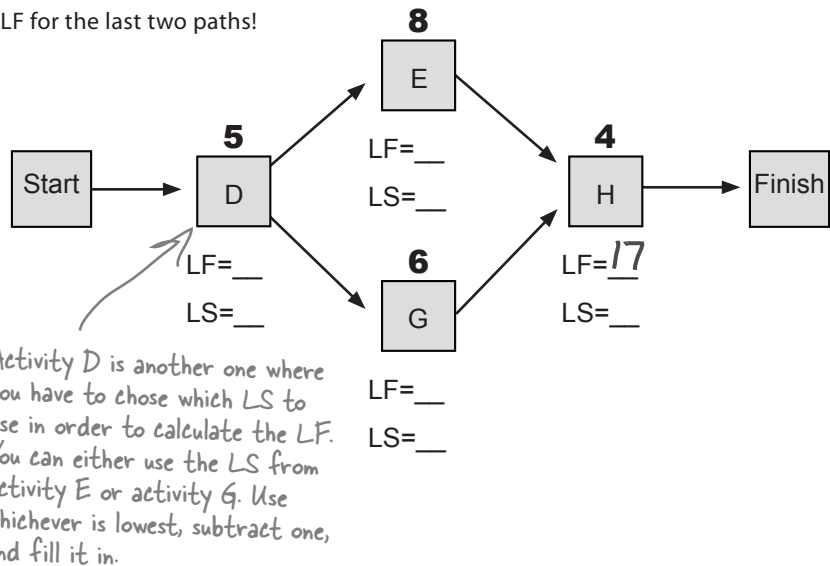 LF for the last two paths!
8
E
LF=__
LS=__
5
4
Start
D
H
Finish
LF=__
LS=__
6
G
LF=__
LS=__
LF=17
LS=__
Activity D is another one where
you have to chose which LS to
use in order to calculate the LF.
You can either use the LS from
activity E or activity G. Use
whichever is lowest, subtract one,
and fill it in.